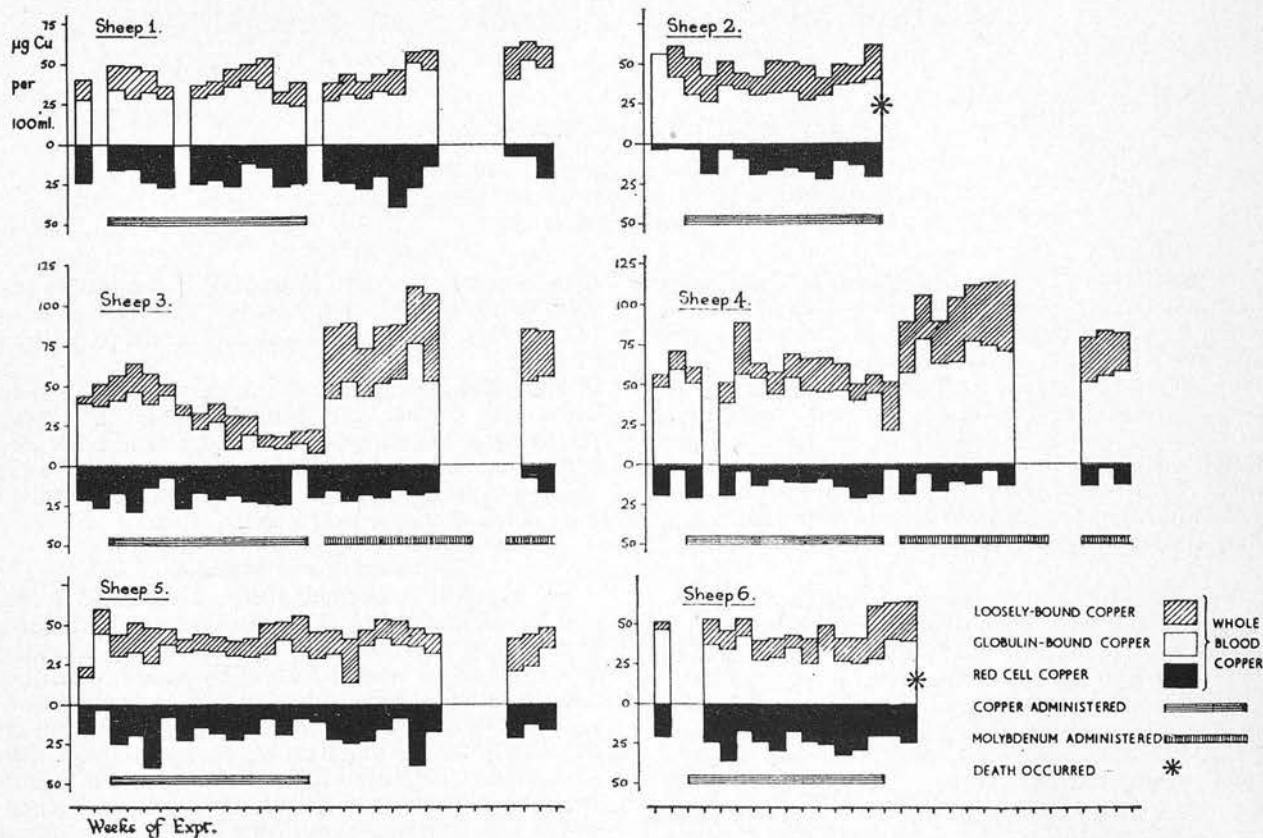 75
µg Cu
50
per
25
100ml.
0
25
50
Sheep 1.
75
50
25
0
25
50
Sheep 2.
125
100
75
50
25
0
15
50
Sheep 3.
125
100
75
50
25
0
25
50
Sheep 4.
50
25
0
25
50
Sheep 5.
50
25
0
25
50
Sheep 6.
LOOSELY-BOUND COPPER
GLOBULIN-BOUND COPPER
RED CELL COPPER
WHOLE
BLOOD
COPPER
COPPER ADMINISTERED
MOLYBDENUM ADMINISTERED
DEATH OCCURRED
Weeks of Expt.